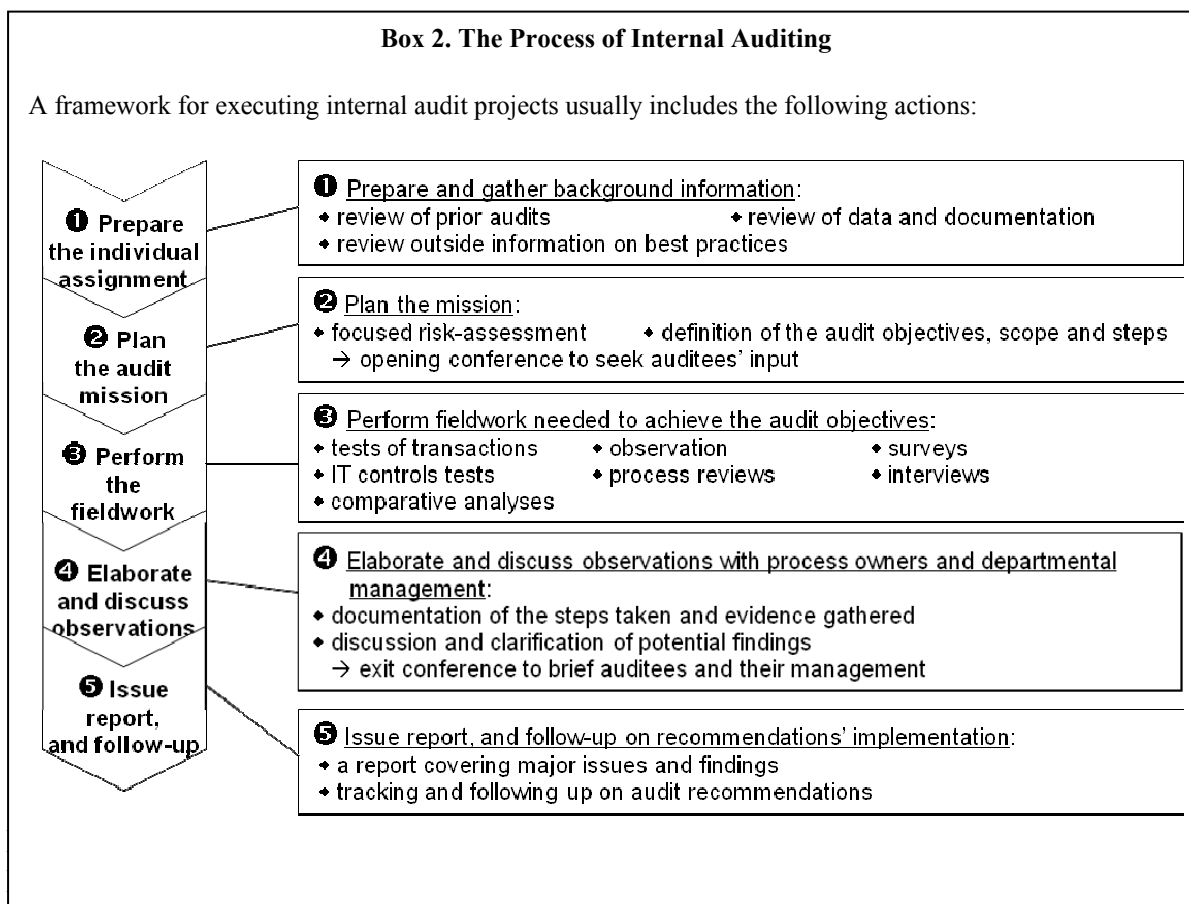 Box 2. The Process of Internal Auditing
A framework for executing internal audit projects usually includes the following actions:
❶ Prepare
the individual
assignment
❷ Plan
the audit
mission
❸ Perform
the
fieldwork
❹ Elaborate
and discuss
observations
❺ Issue
report,
and follow-up
❶ Prepare and gather background information:
◆ review of prior audits ◆ review of data and documentation
◆ review outside information on best practices
❷ Plan the mission:
◆ focused risk-assessment ◆ definition of the audit objectives, scope and steps
→ opening conference to seek auditees' input
❸ Perform fieldwork needed to achieve the audit objectives:
◆ tests of transactions ◆ observation ◆ surveys
◆ IT controls tests ◆ process reviews ◆ interviews
◆ comparative analyses
❹ Elaborate and discuss observations with process owners and departmental
management:
◆ documentation of the steps taken and evidence gathered
◆ discussion and clarification of potential findings
→ exit conference to brief auditees and their management
❺ Issue report, and follow-up on recommendations' implementation:
◆ a report covering major issues and findings
◆ tracking and following up on audit recommendations